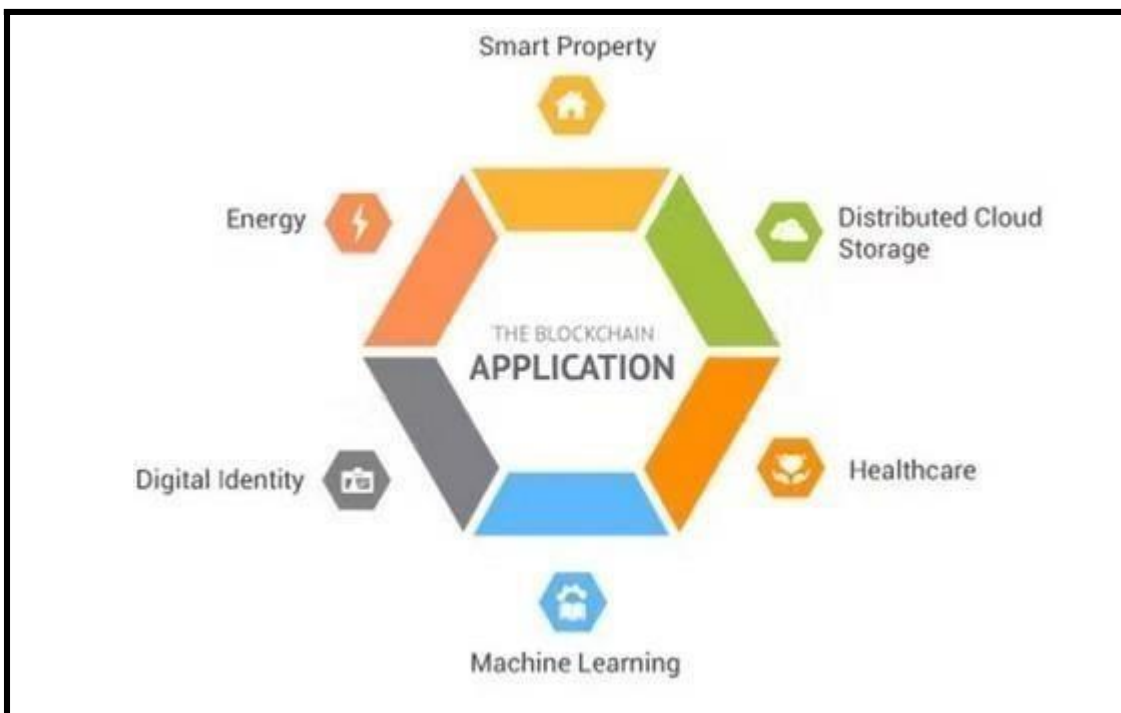 Smart Property
Energy
Distributed Cloud
Storage
THE BLOCKCHAIN
APPLICATION
Digital Identity
Healthcare
Machine Learning